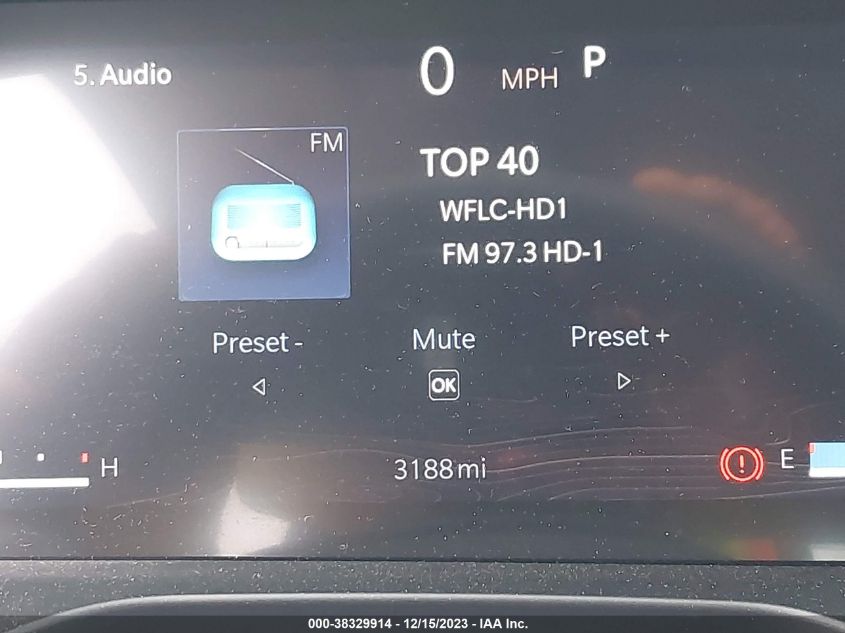 5. Audio
0 MPH P
FM
TOP 40
WFLC-HD1
FM 97.3 HD-1
Preset - Mute Preset +
OK
H 3188 mi E
000-38329914 - 12/15/2023 - IAA Inc.